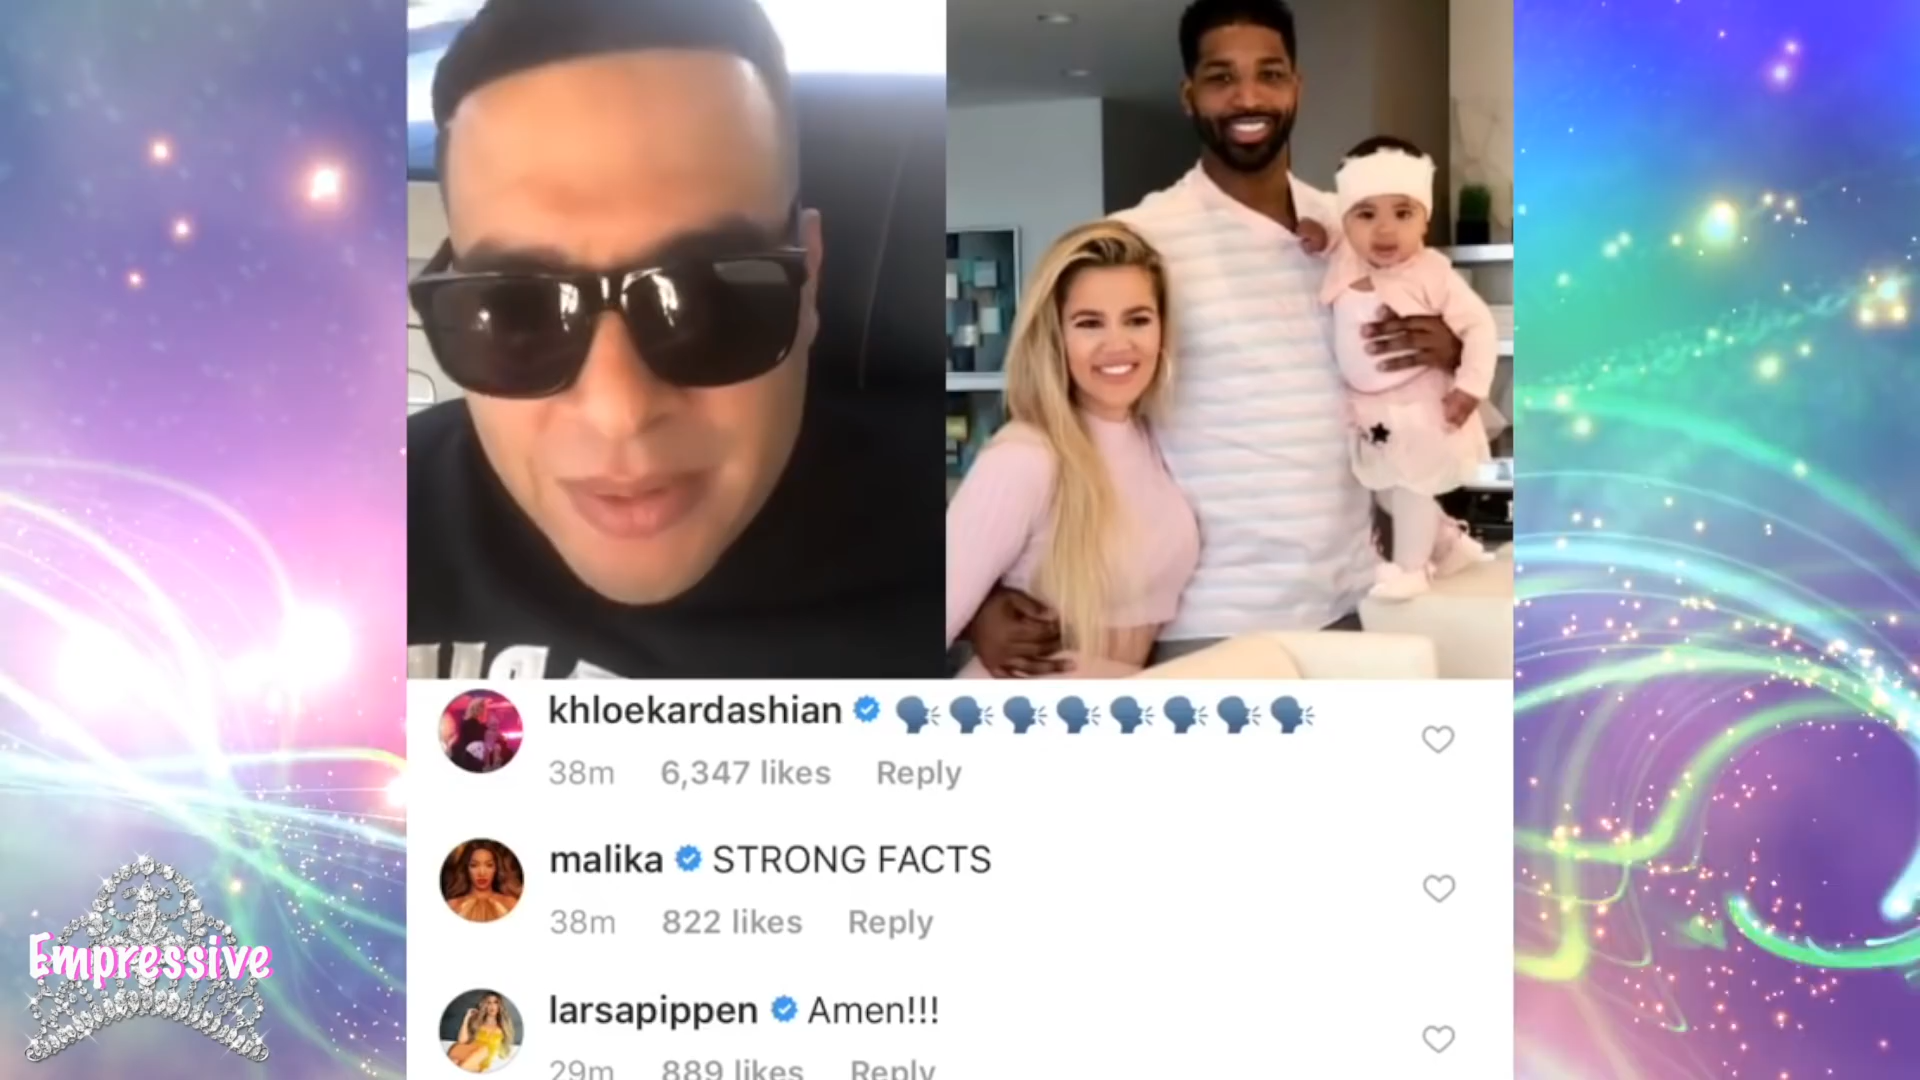 khloekardashian 🗣🗣🗣🗣🗣🗣🗣🗣
38m 6,347 likes Reply
malika STRONG FACTS
38m 822 likes Reply
larsapippen Amen!!!
29m 889 likes Reply
Empressive